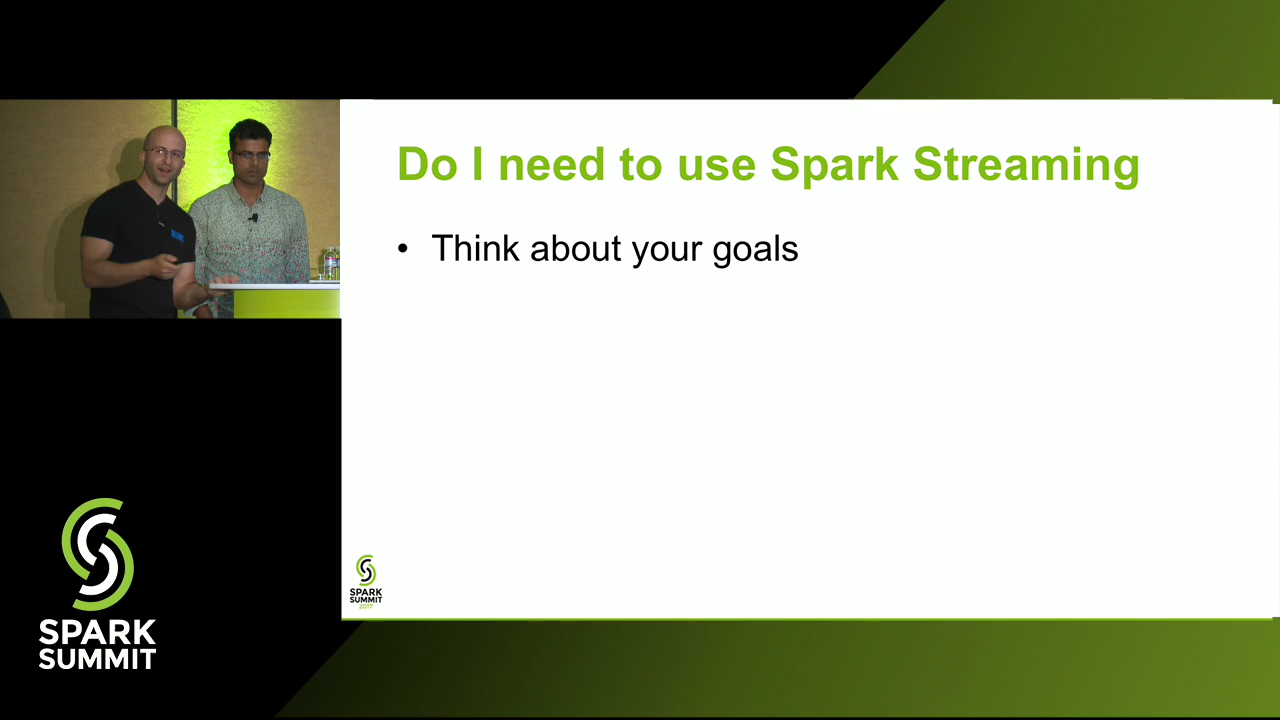 Do I need to use Spark Streaming
• Think about your goals
SPARK
SUMMIT
2017
SPARK
SUMMIT